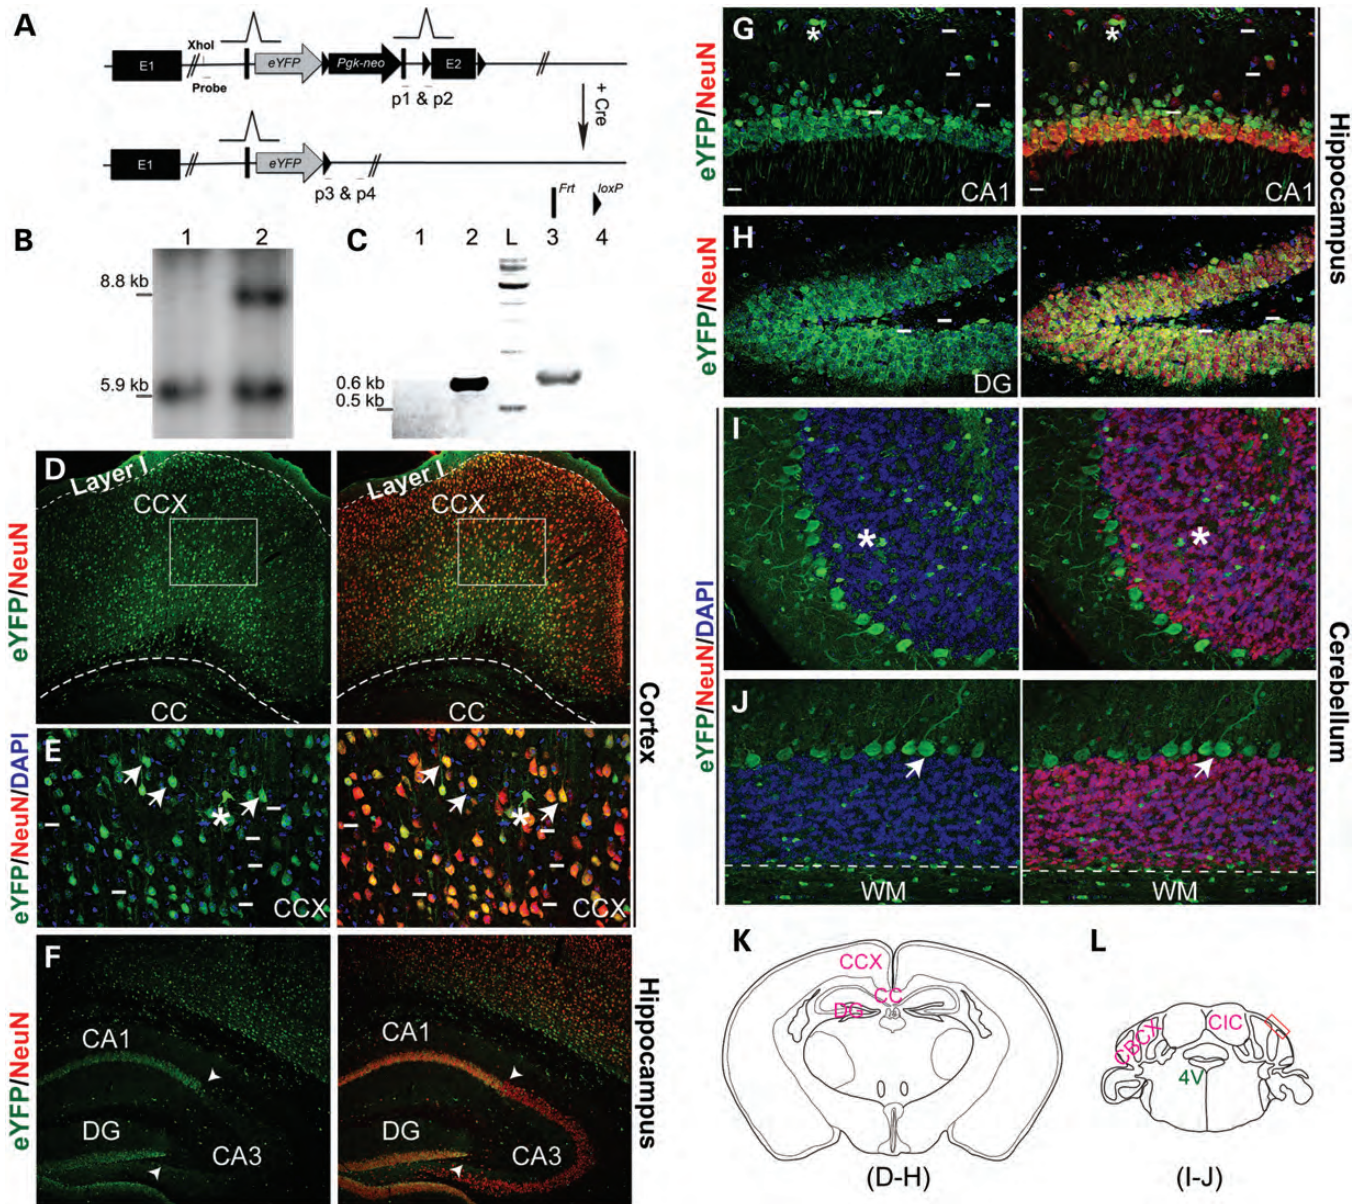 A
XhoI
E1
eYFP
Pgk-neo
E2
Probe
p1 & p2
+ Cre
E1
eYFP
p3 & p4
Frt
loxP
B
1 2
8.8 kb
5.9 kb
C
1 2 L 3 4
0.6 kb
0.5 kb
D
Layer I
CCX
CC
Layer I
CCX
CC
eYFP/NeuN
E
*
CCX
*
CCX
eYFP/NeuN/DAPI
Cortex
F
CA1
DG
CA3
CA1
DG
CA3
eYFP/NeuN
Hippocampus
G
*
CA1
*
CA1
eYFP/NeuN
H
DG
eYFP/NeuN
Hippocampus
I
*
*
J
WM
WM
eYFP/NeuN/DAPI
Cerebellum
K
CCX
CC
DG
(D-H)
L
CBCX
CIC
4V
(I-J)